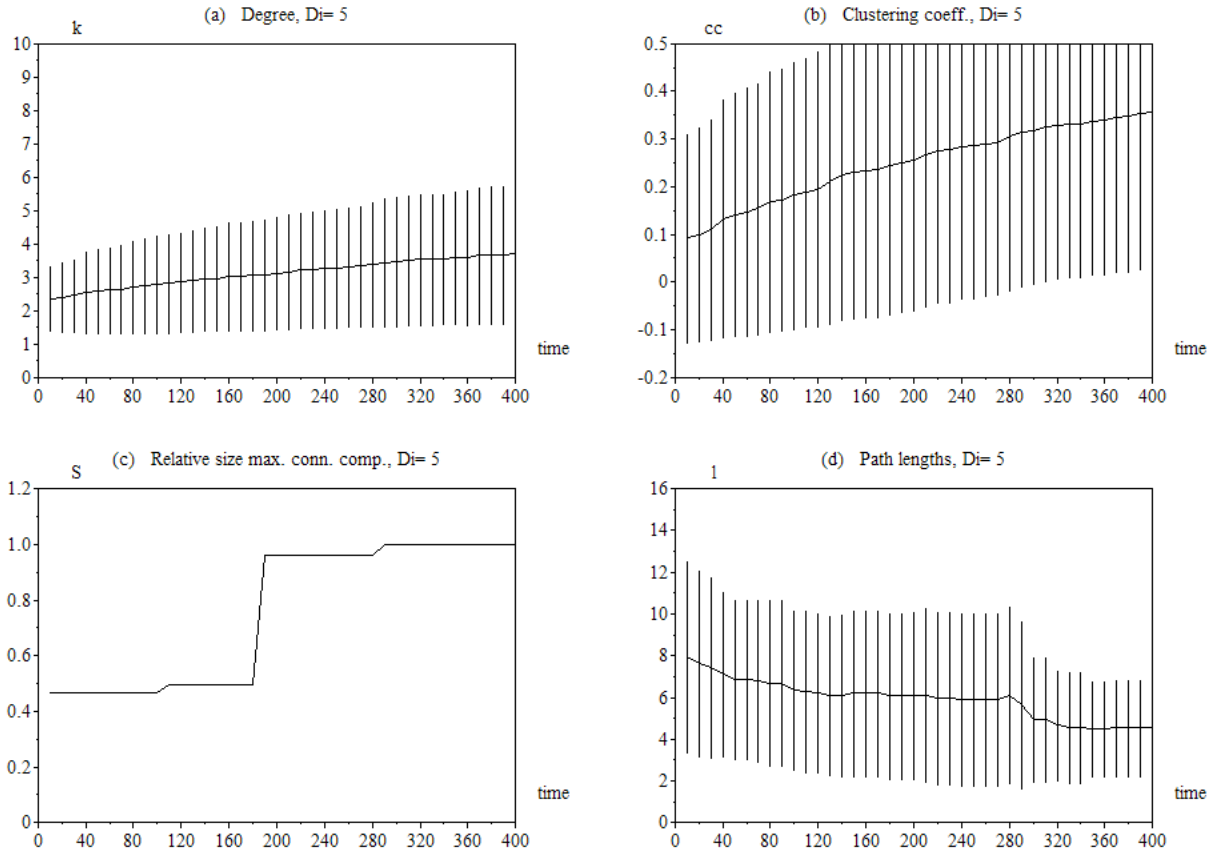 (a) Degree, Di= 5
k
10
9
8
7
6
5
4
3
2
1
0
time
0 40 80 120 160 200 240 280 320 360 400
(b) Clustering coeff., Di= 5
cc
0.5
0.4
0.3
0.2
0.1
0
-0.1
-0.2
time
0 40 80 120 160 200 240 280 320 360 400
(c) Relative size max. conn. comp., Di= 5
S
1.2
1.0
0.8
0.6
0.4
0.2
0
time
0 40 80 120 160 200 240 280 320 360 400
(d) Path lengths, Di= 5
l
16
14
12
10
8
6
4
2
0
time
0 40 80 120 160 200 240 280 320 360 400